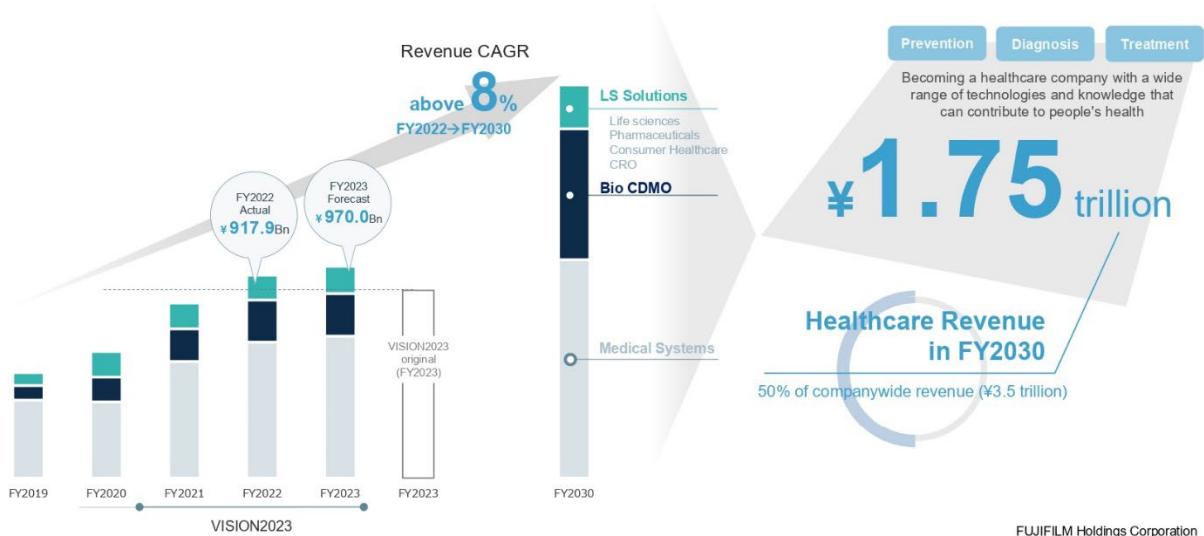 Revenue CAGR
above 8%
FY2022→FY2030
FY2022
Actual
¥917.9Bn
FY2023
Forecast
¥970.0Bn
VISION2023
original
(FY2023)
FY2019
FY2020
FY2021
FY2022
FY2023
FY2023
FY2030
VISION2023
LS Solutions
Life sciences
Pharmaceuticals
Consumer Healthcare
CRO
Bio CDMO
Medical Systems
Prevention
Diagnosis
Treatment
Becoming a healthcare company with a wide
range of technologies and knowledge that
can contribute to people's health
¥1.75 trillion
Healthcare Revenue
in FY2030
50% of companywide revenue (¥3.5 trillion)
FUJIFILM Holdings Corporation